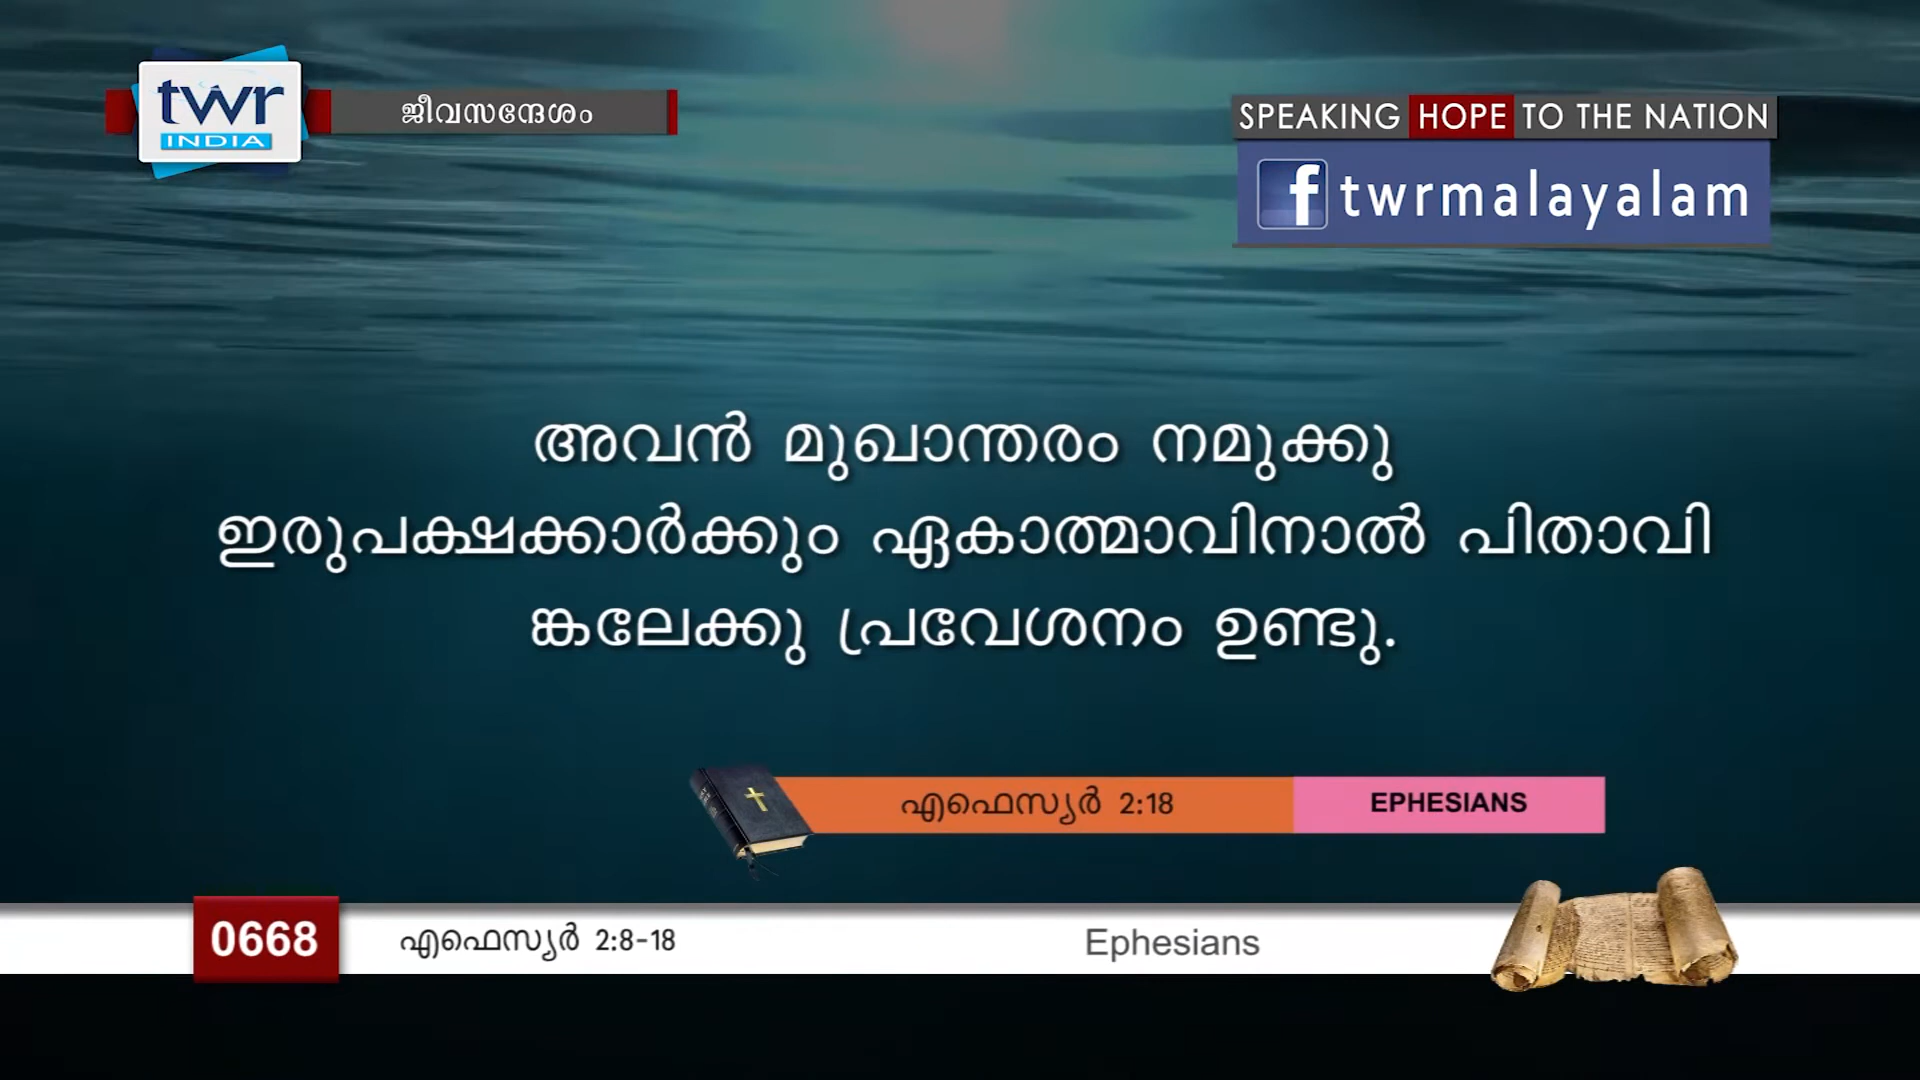 twr
INDIA
ജീവസന്ദേശം
SPEAKING HOPE TO THE NATION
f twrmalayalam
അവൻ മുഖാന്തരം നമുക്കു
ഇരുപക്ഷക്കാർക്കും ഏകാത്മാവിനാൽ പിതാവി
ങ്കലേക്കു പ്രവേശനം ഉണ്ടു.
എഫെസ്യർ 2:18
EPHESIANS
0668
എഫെസ്യർ 2:8-18
Ephesians